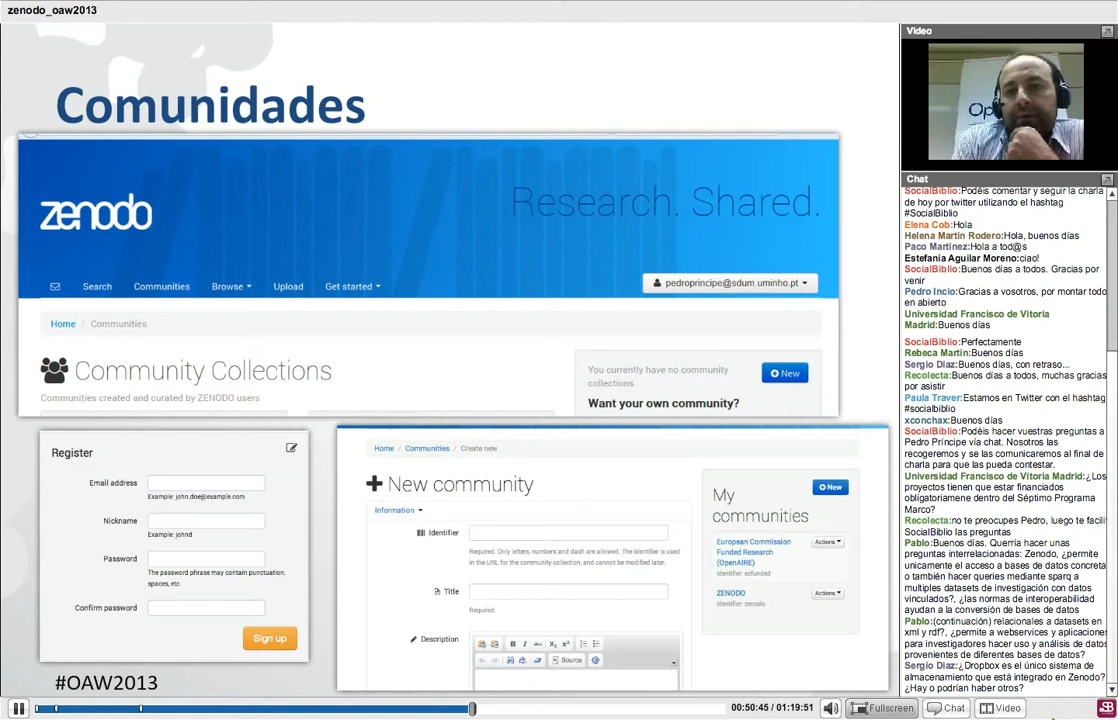 zenodo_oaw2013
Comunidades
zenodo
Research. Shared.
Search
Communities
Browse
Upload
Get started
pedroprincipe@sdum.uminho.pt
Home / Communities
Community Collections
Communities created and curated by ZENODO users
You currently have no community
collections.
New
Want your own community?
Register
Email address
Example: john.doe@example.com
Nickname
Example: johnd
Password
The password phrase may contain punctuation,
spaces, etc.
Confirm password
Sign up
Home / Communities / Create new
New community
Information
Identifier
Required. Only letters, numbers and dash are allowed. The identifier is used
in the URL for the community collection, and cannot be modified later.
Title
Required.
Description
B I abc X₂ X²
Source
My
communities
New
European Commission
Funded Research
(OpenAIRE)
Identifier: ecfunded
Actions
ZENODO
Identifier: zenodo
Actions
#OAW2013
Video
Op
Chat
SocialBiblio:Podéis comentar y seguir la charla
de hoy por twitter utilizando el hashtag
#SocialBiblio
Elena Cob:Hola
Helena Martín Rodero:Hola, buenos días
Paco Martínez:Hola a tod@s
Estefania Aguilar Moreno:ciao!
SocialBiblio:Buenos días a todos. Gracias por
venir
Pedro Incio:Gracias a vosotros, por montar todo
en abierto
Universidad Francisco de Vitoria
Madrid:Buenos días
SocialBiblio:Perfectamente
Rebeca Martín:Buenos días
Sergio Diaz:Buenos días, con retraso...
Recolecta:Buenos días a todos, muchas gracias
por asistir
Paula Traver:Estamos en Twitter con el hashtag
#socialbiblio
xconchax:Buenos días
SocialBiblio:Podéis hacer vuestras preguntas a
Pedro Príncipe vía chat. Nosotros las
recogeremos y se las comunicaremos al final de
charla para que las pueda contestar.
Universidad Francisco de Vitoria Madrid:¿Los
proyectos tienen que estar financiados
obligatoriamene dentro del Séptimo Programa
Marco?
Recolecta:no te preocupes Pedro, luego te facili
SocialBiblio las preguntas
Pablo:Buenos días. Quería hacer unas
preguntas interrelacionadas: Zenodo, ¿permite
unicamente el acceso a bases de datos concreta
o también hacer queries mediante sparq a
multiples datasets de investigación con datos
vinculados?, ¿las normas de interoperabilidad
ayudan a la conversión de bases de datos
Pablo:(continuación) relacionales a datasets en
xml y rdf?, ¿permite a webservices y aplicaciones
para investigadores hacer uso y análisis de datos
provenientes de diferentes bases de datos?
Sergio Diaz:¿Dropbox es el único sistema de
almacenamiento que está integrado en Zenodo?
¿Hay o podrían haber otros?
00:50:45 / 01:19:51
Fullscreen
Chat
Video
SB